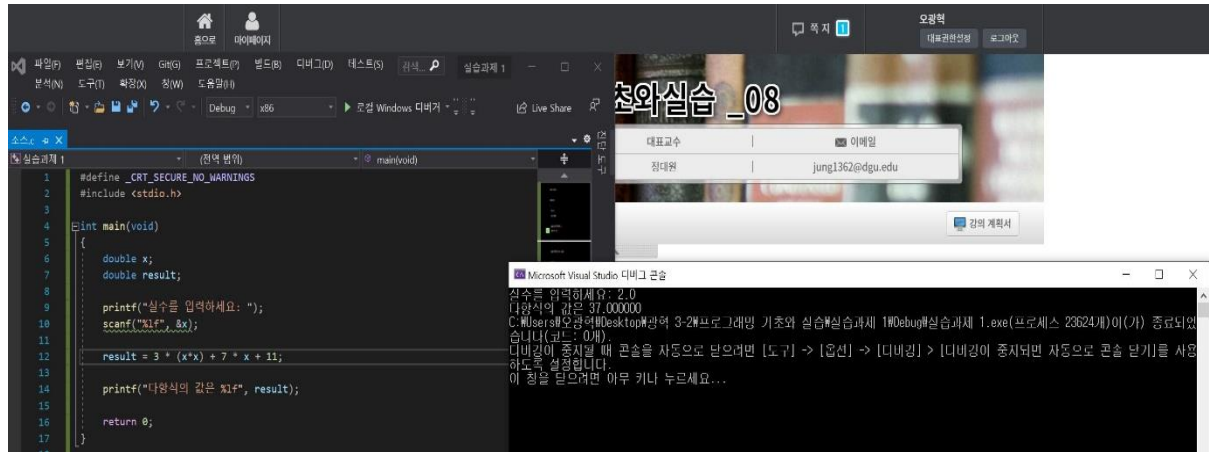 홈으로
마이페이지
쪽지 1
오광혁
대표권한설정 로그아웃
파일(F) 편집(E) 보기(V) Git(G) 프로젝트(P) 빌드(B) 디버그(D) 테스트(S) 검색... 실습과제 1
분석(N) 도구(T) 확장(X) 창(W) 도움말(H)
Debug x86 로컬 Windows 디버거 Live Share
초와실습 _08
대표교수 이메일
정대원 jung1362@dgu.edu
강의 계획서
소스.c
실습과제 1 (전역 범위) main(void)
1 #define _CRT_SECURE_NO_WARNINGS
2 #include <stdio.h>
3
4 int main(void)
5 {
6 double x;
7 double result;
8
9 printf("실수를 입력하세요: ");
10 scanf("%lf", &x);
11
12 result = 3 * (x*x) + 7 * x + 11;
13
14 printf("다항식의 값은 %lf", result);
15
16 return 0;
17 }
Microsoft Visual Studio 디버그 콘솔
실수를 입력하세요: 2.0
다항식의 값은 37.000000
C:₩Users₩오광혁₩Desktop₩광혁 3-2₩프로그래밍 기초와 실습₩실습과제 1₩Debug₩실습과제 1.exe(프로세스 23624개)이(가) 종료되었
습니다(코드: 0개).
디버깅이 중지될 때 콘솔을 자동으로 닫으려면 [도구] -> [옵션] -> [디버깅] > [디버깅이 중지되면 자동으로 콘솔 닫기]를 사용
하도록 설정합니다.
이 창을 닫으려면 아무 키나 누르세요...